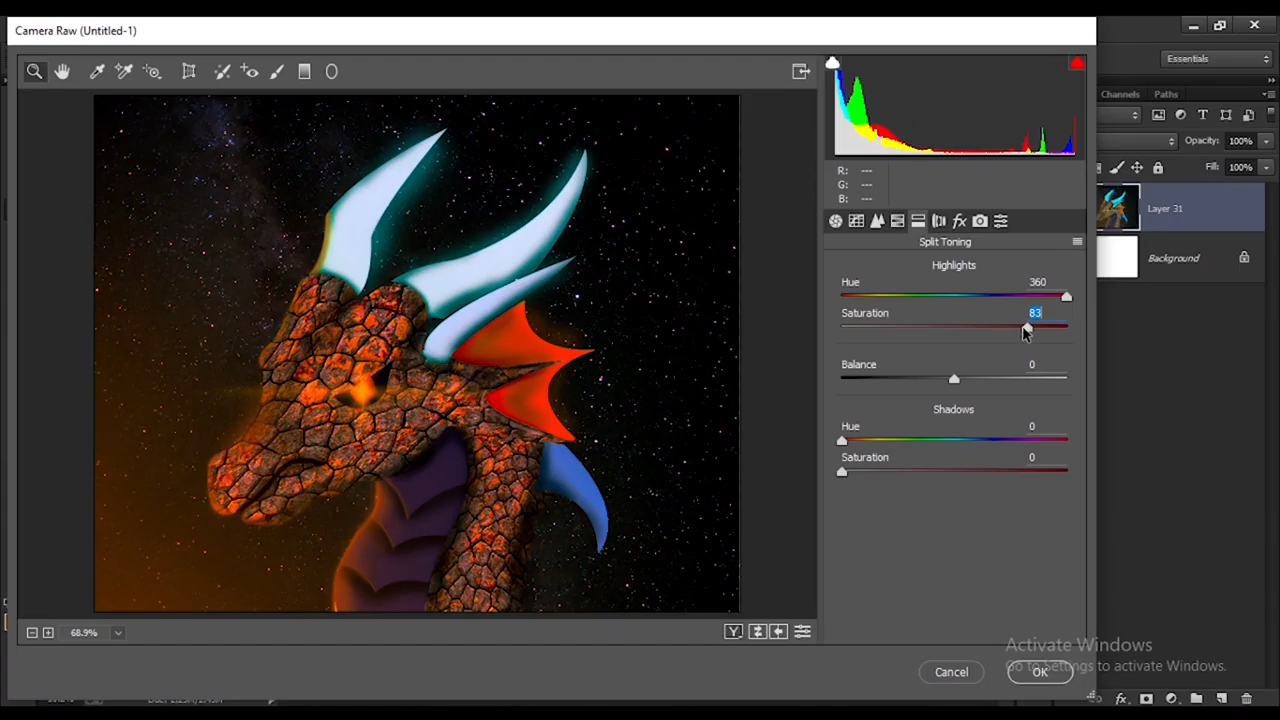 Camera Raw (Untitled-1)
Essentials
Channels Paths
Opacity: 100%
Fill: 100%
R: ---
G: ---
B: ---
Split Toning
Highlights
Hue 360
Saturation 83
Balance 0
Shadows
Hue 0
Saturation 0
Layer 31
Background
68.9%
Y
Cancel
OK
Activate Windows
Go to Settings to activate Windows.